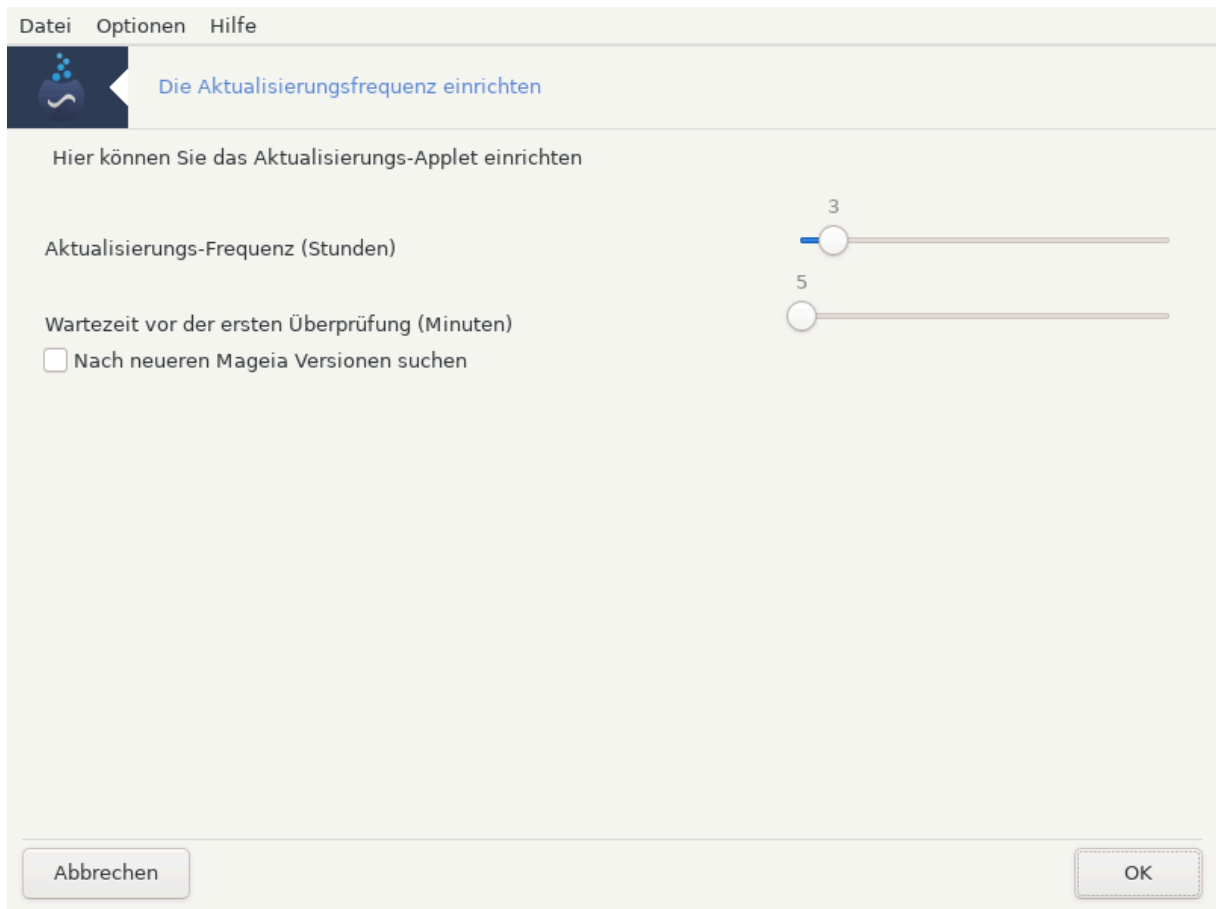 Datei Optionen Hilfe
Die Aktualisierungsfrequenz einrichten
Hier können Sie das Aktualisierungs-Applet einrichten
3
Aktualisierungs-Frequenz (Stunden)
5
Wartezeit vor der ersten Überprüfung (Minuten)
Nach neueren Mageia Versionen suchen
Abbrechen OK